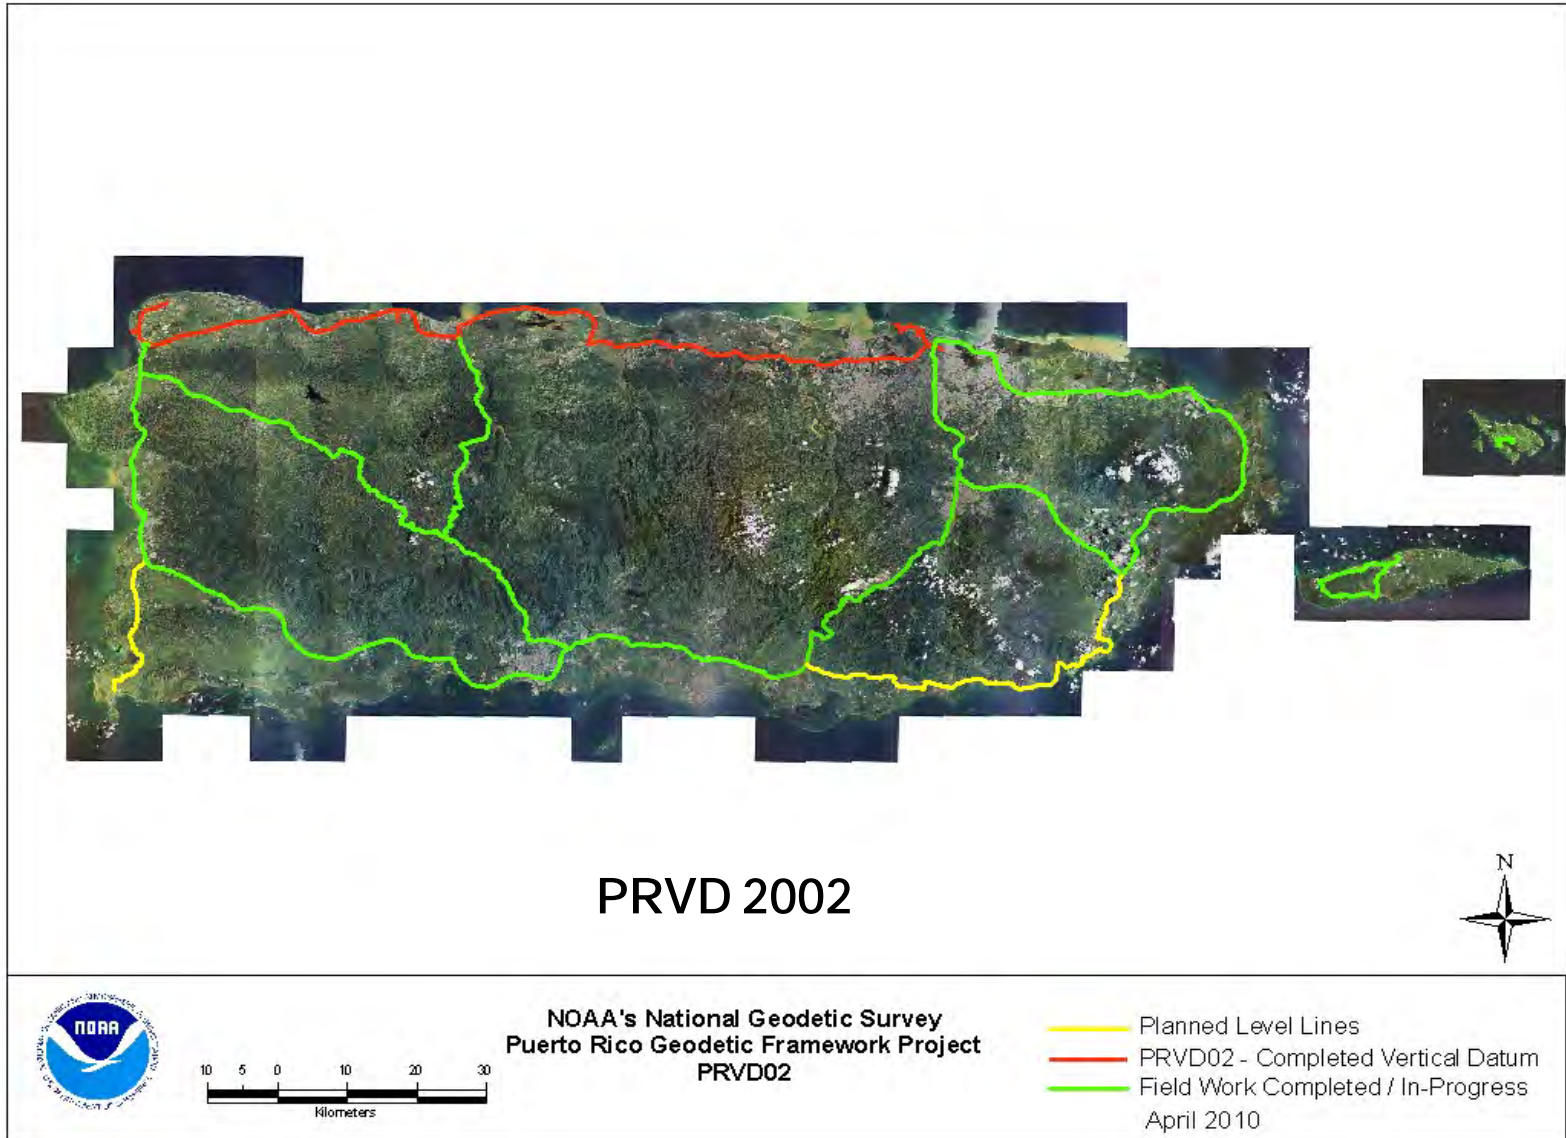 PRVD 2002
N
NOAA
10 5 0 10 20 30
Kilometers
NOAA's National Geodetic Survey
Puerto Rico Geodetic Framework Project
PRVD02
Planned Level Lines
PRVD02 - Completed Vertical Datum
Field Work Completed / In-Progress
April 2010